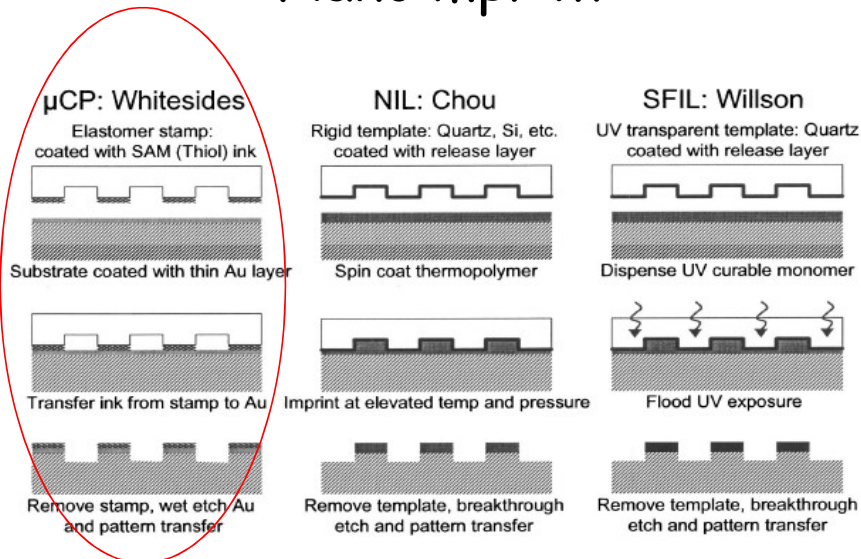 µCP: Whitesides
Elastomer stamp:
coated with SAM (Thiol) ink
Substrate coated with thin Au layer
Transfer ink from stamp to Au
Remove stamp, wet etch Au
and pattern transfer
NIL: Chou
Rigid template: Quartz, Si, etc.
coated with release layer
Spin coat thermopolymer
Imprint at elevated temp and pressure
Remove template, breakthrough
etch and pattern transfer
SFIL: Willson
UV transparent template: Quartz
coated with release layer
Dispense UV curable monomer
Flood UV exposure
Remove template, breakthrough
etch and pattern transfer